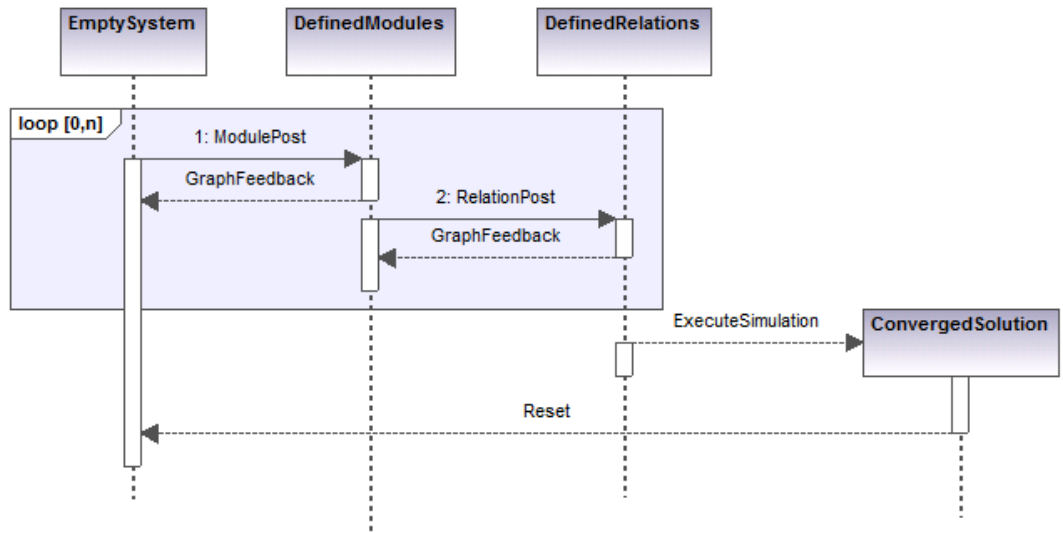 EmptySystem
DefinedModules
DefinedRelations
loop [0,n]
1: ModulePost
GraphFeedback
2: RelationPost
GraphFeedback
ExecuteSimulation
ConvergedSolution
Reset